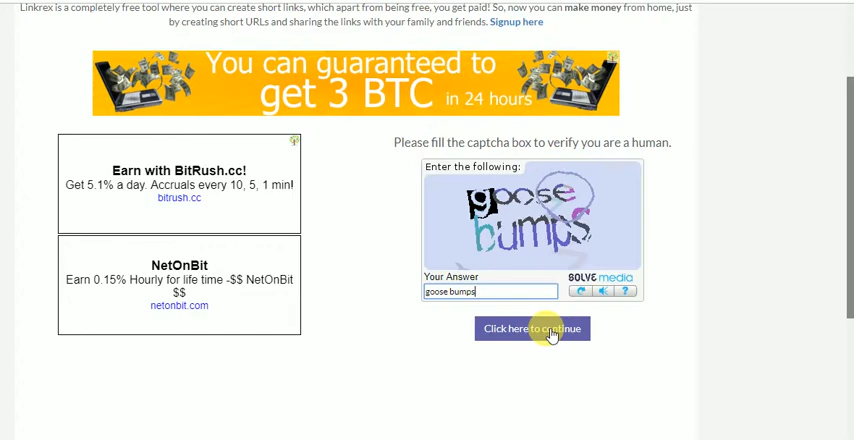 Linkrex is a completely free tool where you can create short URLs, which apart from being free, you get paid! So, now you can make money from home, just
by creating short URLs and sharing the links with your family and friends. Signup here
You can guaranteed to
get 3 BTC in 24 hours
Earn with BitRush.cc!
Get 5.1% a day. Accruals every 10, 5, 1 min!
bitrush.cc
NetOnBit
Earn 0.15% Hourly for life time -$$ NetOnBit
$$
netonbit.com
Please fill the captcha box to verify you are a human.
Enter the following:
goose
bumps
Your Answer
SOLVE media
goose bumps
?
Click here to continue